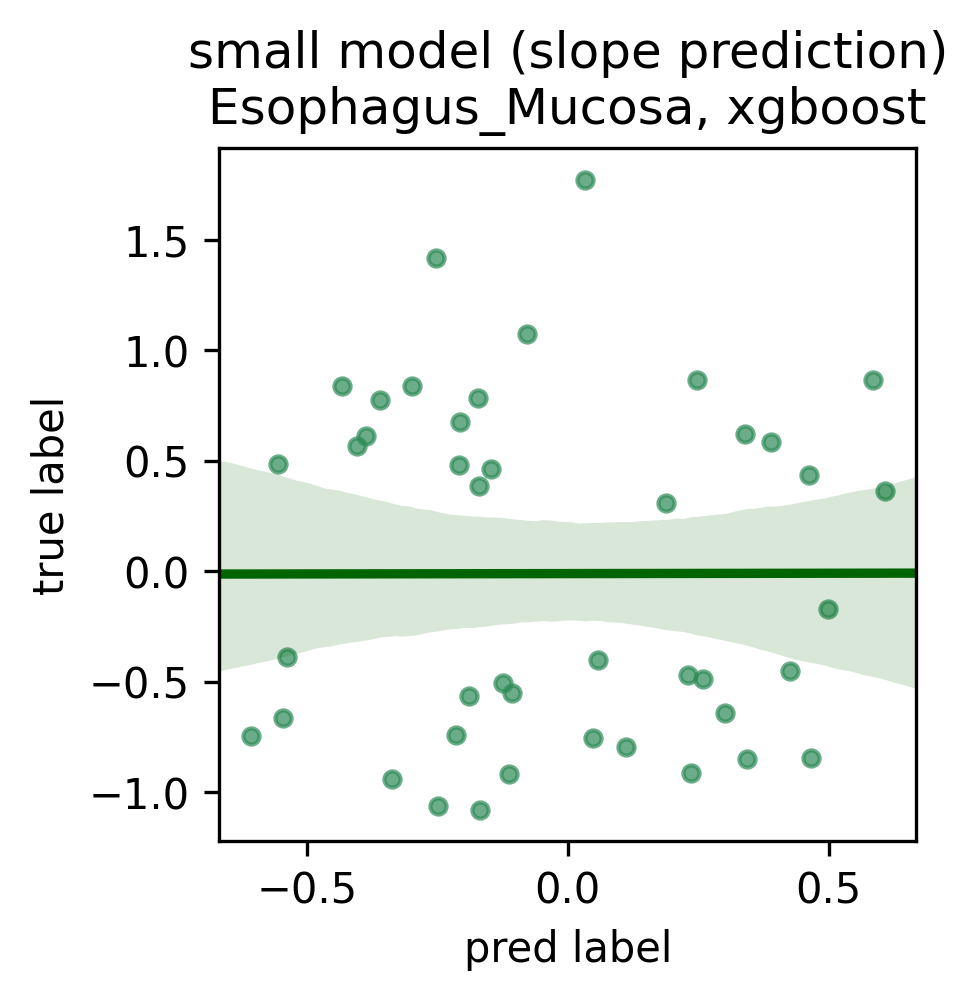 small model (slope prediction)
Esophagus_Mucosa, xgboost
1.5
1.0
0.5
0.0
−0.5
−1.0
true label
−0.5
0.0
0.5
pred label